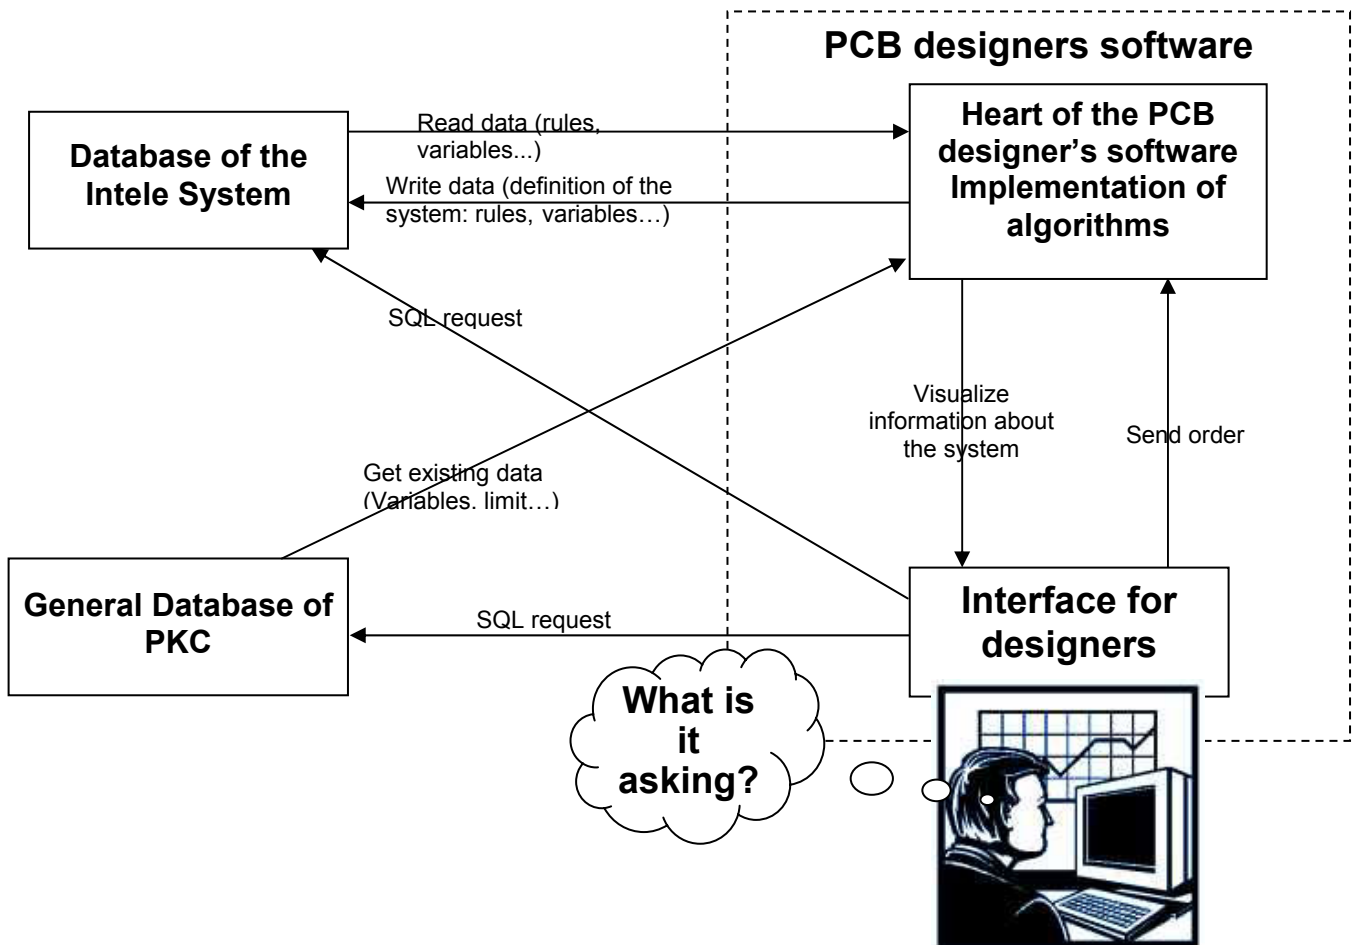 PCB designers software
Heart of the PCB
designer’s software
Implementation of
algorithms
Database of the
Intele System
Read data (rules,
variables...)
Write data (definition of the
system: rules, variables…)
SQL request
Visualize
information about
the system
Send order
Get existing data
(Variables. limit…)
General Database of
PKC
SQL request
Interface for
designers
What is
it
asking?